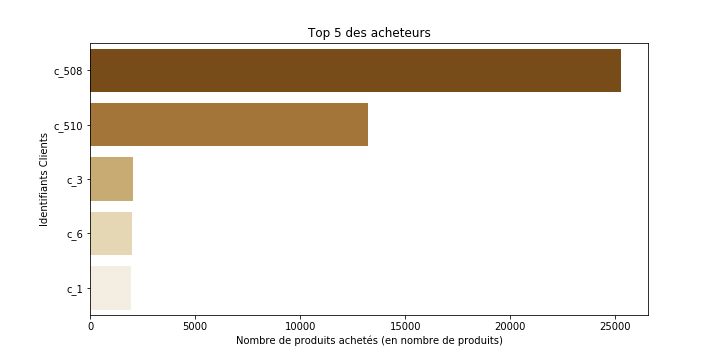 Top 5 des acheteurs
Identifiants Clients
c_508
c_510
c_3
c_6
c_1
0 5000 10000 15000 20000 25000
Nombre de produits achetés (en nombre de produits)